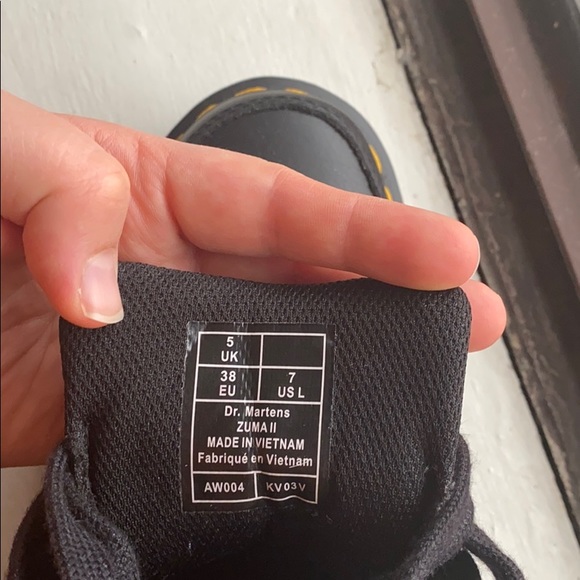 5
UK
38 7
EU US L
Dr. Martens
ZUMA II
MADE IN VIETNAM
Fabriqué en Vietnam
AW004 KV03V